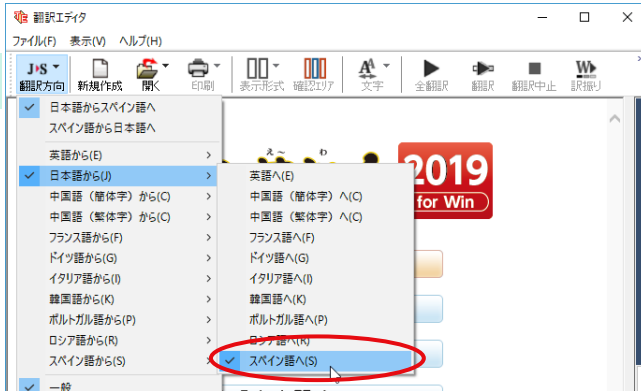 翻訳エディタ
ファイル(F) 表示(V) ヘルプ(H)
J▸S
翻訳方向 新規作成 開く 印刷 表示形式 確認エリア 文字 全翻訳 翻訳 翻訳中止 訳振り
日本語からスペイン語へ
スペイン語から日本語へ
英語から(E)
日本語から(J)
中国語（簡体字）から(C)
中国語（繁体字）から(C)
フランス語から(F)
ドイツ語から(G)
イタリア語から(I)
韓国語から(K)
ポルトガル語から(P)
ロシア語から(R)
スペイン語から(S)
一般
英語へ(E)
中国語（簡体字）へ(C)
中国語（繁体字）へ(C)
フランス語へ(F)
ドイツ語へ(G)
イタリア語へ(I)
韓国語へ(K)
ポルトガル語へ(P)
ロシア語へ(R)
スペイン語へ(S)
え～ わ
2019
for Win